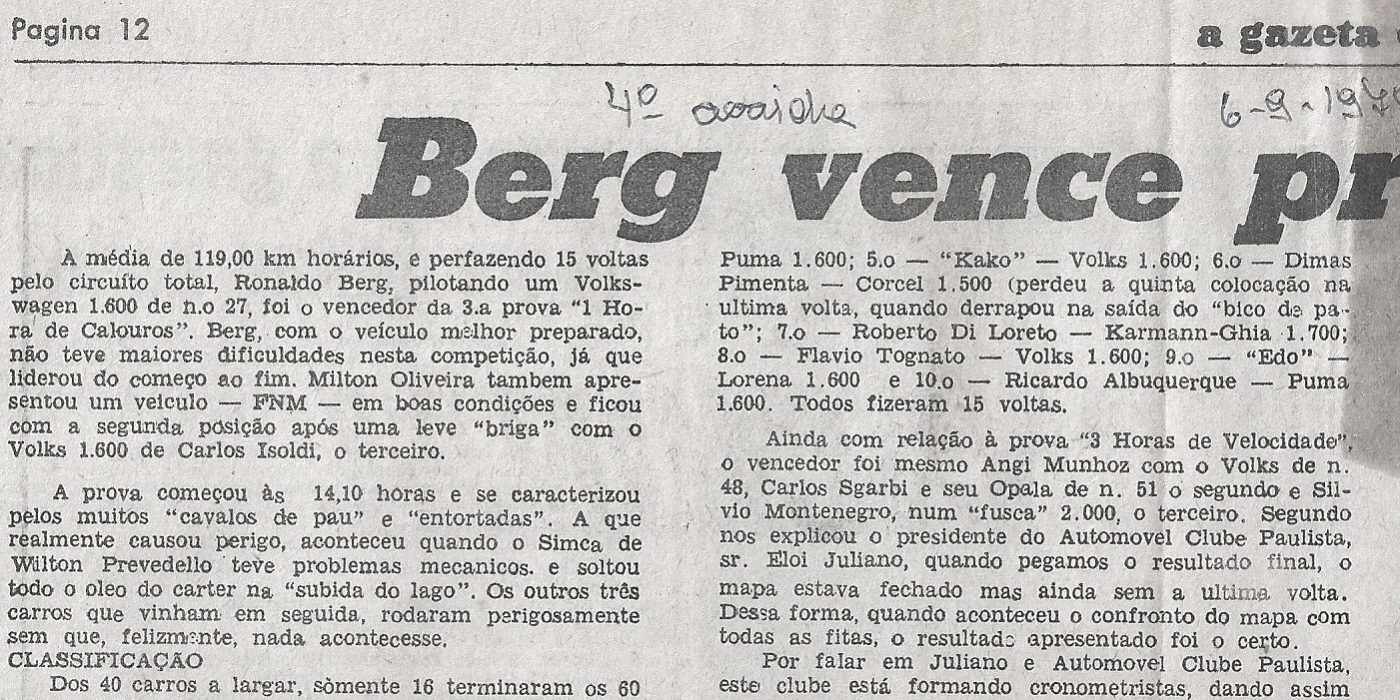 Pagina 12
a gazeta
4º
6-9-197
Berg vence pr
À média de 119,00 km horários, e perfazendo 15 voltas
pelo circuíto total, Ronaldo Berg, pilotando um Volks-
wagen 1.600 de n.o 27, foi o vencedor da 3.a prova “1 Ho-
ra de Calouros”. Berg, com o veículo melhor preparado,
não teve maiores dificuldades nesta competição, já que
liderou do começo ao fim. Milton Oliveira tambem apre-
sentou um veiculo — FNM — em boas condições e ficou
com a segunda posição após uma leve “briga” com o
Volks 1.600 de Carlos Isoldi, o terceiro.
A prova começou às 14,10 horas e se caracterizou
pelos muitos “cavalos de pau” e “entortadas”. A que
realmente causou perigo, aconteceu quando o Simca de
Wilton Prevedello teve problemas mecanicos. e soltou
todo o oleo do carter na “subida do lago”. Os outros três
carros que vinham em seguida, rodaram perigosamente
sem que, felizmente, nada acontecesse.
CLASSIFICAÇÃO
Dos 40 carros a largar, sòmente 16 terminaram os 60
Puma 1.600; 5.o — “Kako” — Volks 1.600; 6.o — Dimas
Pimenta — Corcel 1.500 (perdeu a quinta colocação na
ultima volta, quando derrapou na saída do “bico de pa-
to”; 7.o — Roberto Di Loreto — Karmann-Ghia 1.700;
8.o — Flavio Tognato — Volks 1.600; 9.o — “Edo” —
Lorena 1.600 e 10.o — Ricardo Albuquerque — Puma
1.600. Todos fizeram 15 voltas.
Ainda com relação à prova “3 Horas de Velocidade”,
o vencedor foi mesmo Angi Munhoz com o Volks de n.
48, Carlos Sgarbi e seu Opala de n. 51 o segundo e Sil-
vio Montenegro, num “fusca” 2.000, o terceiro. Segundo
nos explicou o presidente do Automovel Clube Paulista,
sr. Eloi Juliano, quando pegamos o resultado final, o
mapa estava fechado mas ainda sem a ultima volta.
Dessa forma, quando aconteceu o confronto do mapa com
todas as fitas, o resultado apresentado foi o certo.
Por falar em Juliano e Automovel Clube Paulista,
este clube está formando cronometristas, dando assim